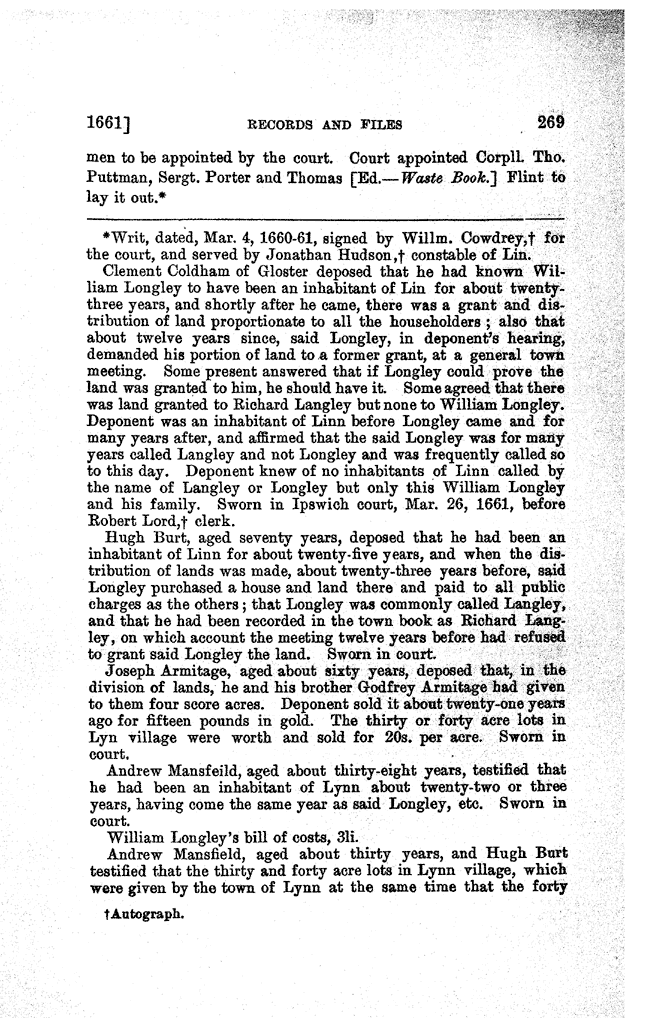 1661] RECORDS AND FILES 269
men to be appointed by the court. Court appointed Corpll. Tho.
Puttman, Sergt. Porter and Thomas [Ed.—Waste Book.] Flint to
lay it out.*
*Writ, dated, Mar. 4, 1660-61, signed by Willm. Cowdrey,† for
the court, and served by Jonathan Hudson,† constable of Lin.
Clement Coldham of Gloster deposed that he had known Wil-
liam Longley to have been an inhabitant of Lin for about twenty-
three years, and shortly after he came, there was a grant and dis-
tribution of land proportionate to all the householders ; also that
about twelve years since, said Longley, in deponent's hearing,
demanded his portion of land to a former grant, at a general town
meeting. Some present answered that if Longley could prove the
land was granted to him, he should have it. Some agreed that there
was land granted to Richard Langley but none to William Longley.
Deponent was an inhabitant of Linn before Longley came and for
many years after, and affirmed that the said Longley was for many
years called Langley and not Longley and was frequently called so
to this day. Deponent knew of no inhabitants of Linn called by
the name of Langley or Longley but only this William Longley
and his family. Sworn in Ipswich court, Mar. 26, 1661, before
Robert Lord,† clerk.
Hugh Burt, aged seventy years, deposed that he had been an
inhabitant of Linn for about twenty-five years, and when the dis-
tribution of lands was made, about twenty-three years before, said
Longley purchased a house and land there and paid to all public
charges as the others ; that Longley was commonly called Langley,
and that he had been recorded in the town book as Richard Lang-
ley, on which account the meeting twelve years before had refused
to grant said Longley the land. Sworn in court.
Joseph Armitage, aged about sixty years, deposed that, in the
division of lands, he and his brother Godfrey Armitage had given
to them four score acres. Deponent sold it about twenty-one years
ago for fifteen pounds in gold. The thirty or forty acre lots in
Lyn village were worth and sold for 20s. per acre. Sworn in
court.
Andrew Mansfeild, aged about thirty-eight years, testified that
he had been an inhabitant of Lynn about twenty-two or three
years, having come the same year as said Longley, etc. Sworn in
court.
William Longley's bill of costs, 3li.
Andrew Mansfield, aged about thirty years, and Hugh Burt
testified that the thirty and forty acre lots in Lynn village, which
were given by the town of Lynn at the same time that the forty
†Autograph.